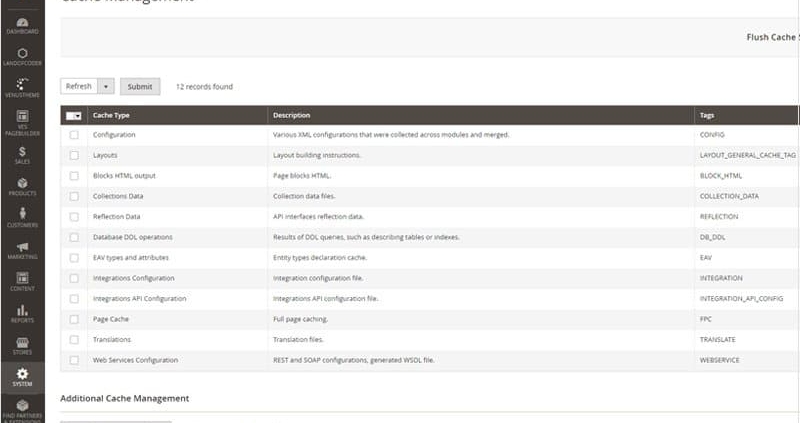 Cache Management
Flush Cache
Refresh
Submit
12 records found
Cache Type Description Tags
Configuration Various XML configurations that were collected across modules and merged. CONFIG
Layouts Layout building instructions. LAYOUT_GENERAL_CACHE_TAG
Blocks HTML output Page blocks HTML. BLOCK_HTML
Collections Data Collection data files. COLLECTION_DATA
Reflection Data API interfaces reflection data. REFLECTION
Database DDL operations Results of DDL queries, such as describing tables or indexes. DB_DDL
EAV types and attributes Entity types declaration cache. EAV
Integrations Configuration Integration configuration file. INTEGRATION
Integrations API Configuration Integrations API configuration file. INTEGRATION_API_CONFIG
Page Cache Full page caching. FPC
Translations Translation files. TRANSLATE
Web Services Configuration REST and SOAP configurations, generated WSDL file. WEBSERVICE
Additional Cache Management
DASHBOARD
LANDOFCODER
VENUSTHEME
VES
PAGEBUILDER
SALES
PRODUCTS
CUSTOMERS
MARKETING
CONTENT
REPORTS
STORES
SYSTEM
FIND PARTNERS
& EXTENSIONS